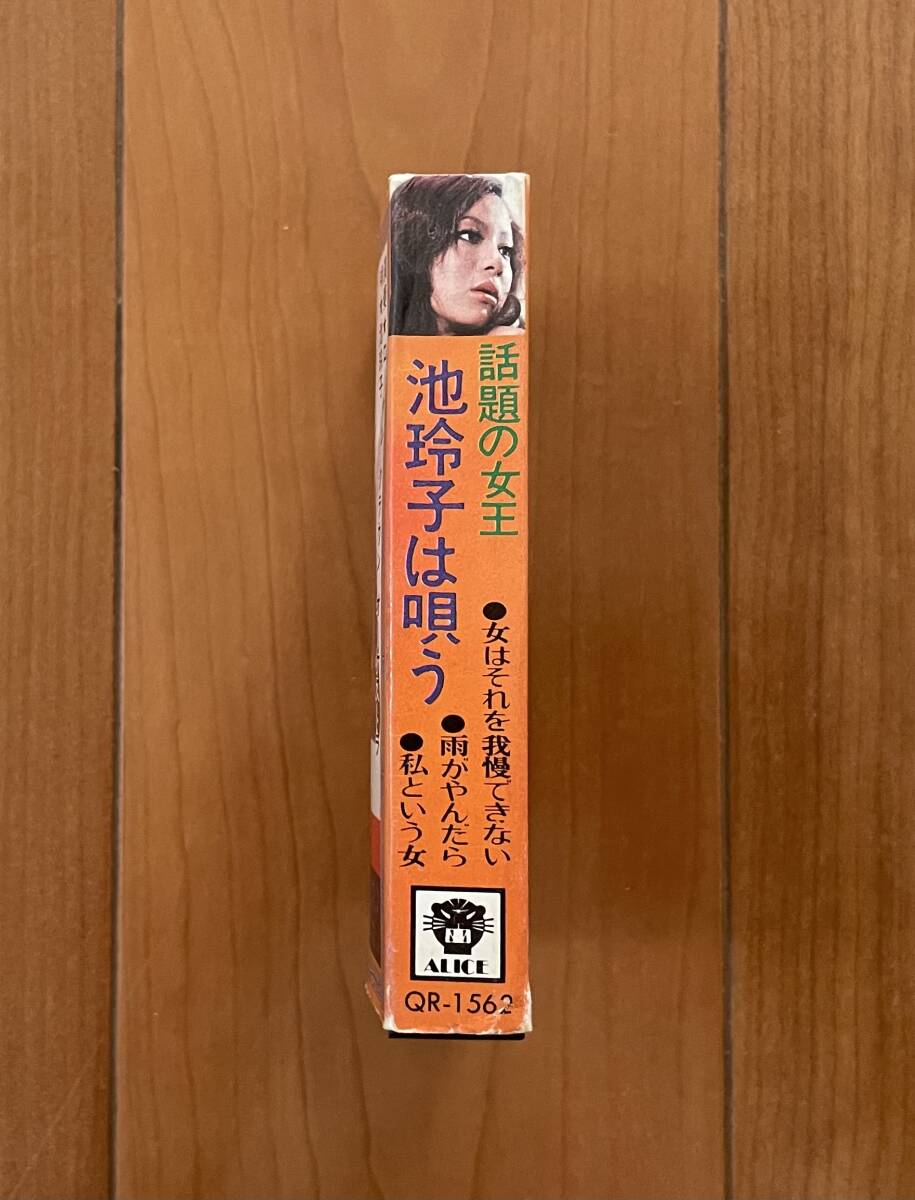 話題の女王
池玲子は唄う
●女はそれを我慢できない
●雨がやんだら
●私という女
ALICE
QR-1562